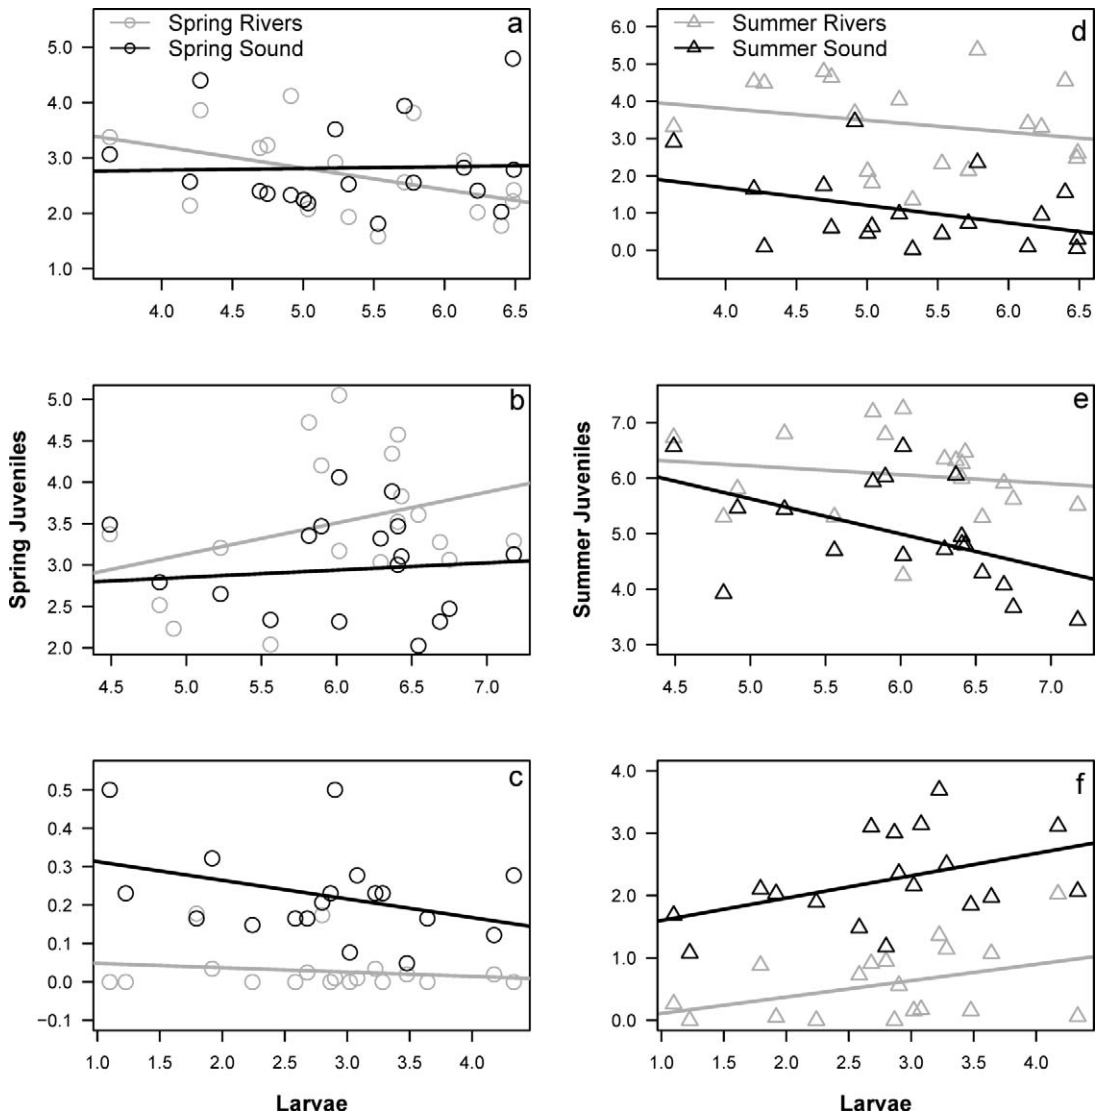 Spring Rivers
Spring Sound
a
5.0
4.0
3.0
2.0
1.0
4.0 4.5 5.0 5.5 6.0 6.5
Summer Rivers
Summer Sound
d
6.0
5.0
4.0
3.0
2.0
1.0
0.0
4.0 4.5 5.0 5.5 6.0 6.5
b
5.0
4.5
4.0
3.5
3.0
2.5
2.0
4.5 5.0 5.5 6.0 6.5 7.0
Spring Juveniles
e
7.0
6.0
5.0
4.0
3.0
4.5 5.0 5.5 6.0 6.5 7.0
Summer Juveniles
c
0.5
0.4
0.3
0.2
0.1
0.0
−0.1
1.0 1.5 2.0 2.5 3.0 3.5 4.0
Larvae
f
4.0
3.0
2.0
1.0
0.0
1.0 1.5 2.0 2.5 3.0 3.5 4.0
Larvae